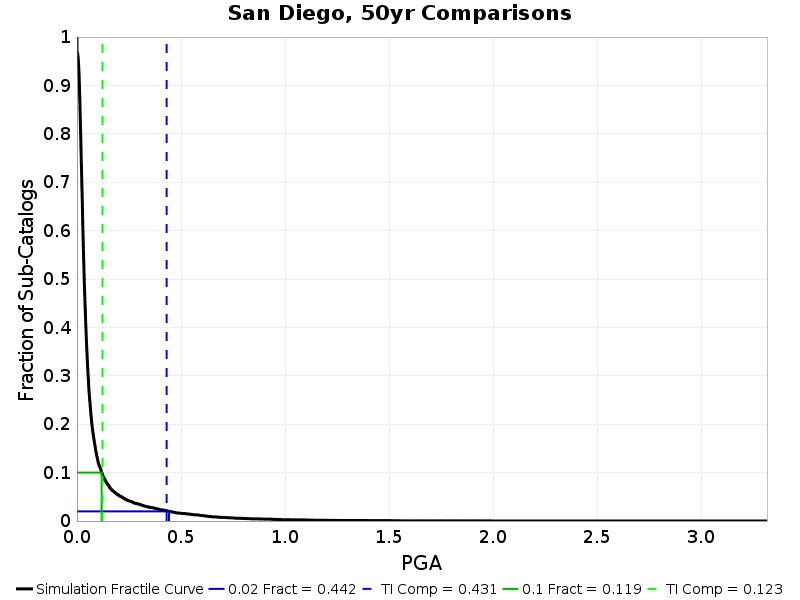 San Diego, 50yr Comparisons
Fraction of Sub-Catalogs
1
0.9
0.8
0.7
0.6
0.5
0.4
0.3
0.2
0.1
0
0.0 0.5 1.0 1.5 2.0 2.5 3.0
PGA
Simulation Fractile Curve 0.02 Fract = 0.442 TI Comp = 0.431 0.1 Fract = 0.119 TI Comp = 0.123